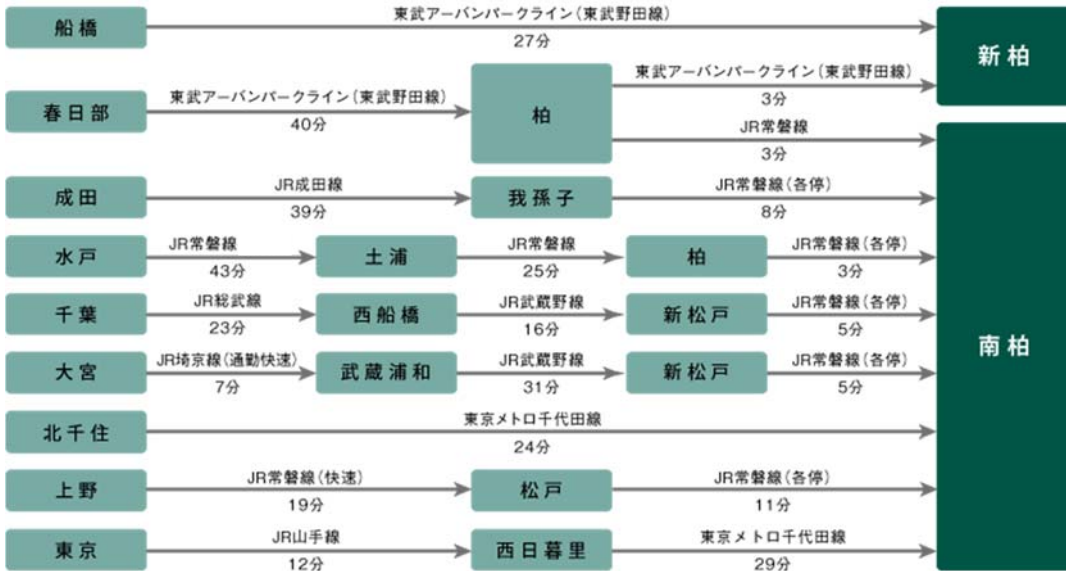 東武アーバンパークライン(東武野田線)
船橋
27分
新柏
東武アーバンパークライン(東武野田線)
春日部
40分
柏
東武アーバンパークライン(東武野田線)
3分
JR常磐線
3分
成田
JR成田線
39分
我孫子
JR常磐線(各停)
8分
水戸
JR常磐線
43分
土浦
JR常磐線
25分
柏
JR常磐線(各停)
3分
千葉
JR総武線
23分
西船橋
JR武蔵野線
16分
新松戸
JR常磐線(各停)
5分
南柏
大宮
JR埼京線(通勤快速)
7分
武蔵浦和
JR武蔵野線
31分
新松戸
JR常磐線(各停)
5分
北千住
東京メトロ千代田線
24分
上野
JR常磐線(快速)
19分
松戸
JR常磐線(各停)
11分
東京
JR山手線
12分
西日暮里
東京メトロ千代田線
29分